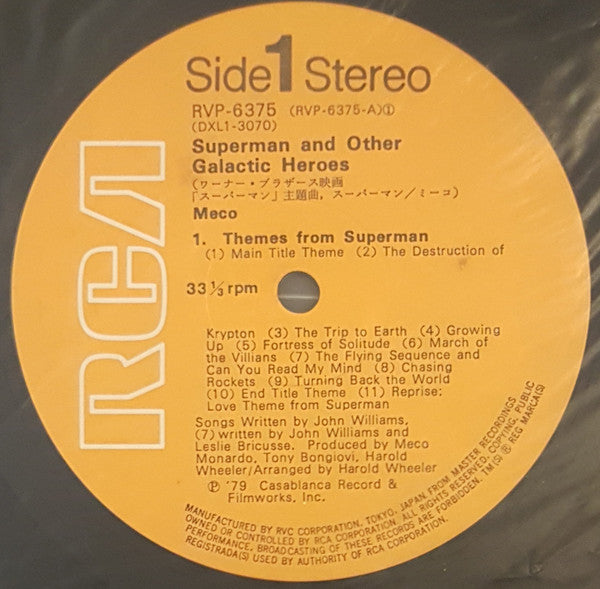 Side 1 Stereo
RVP-6375 (RVP-6375-A)①
(DXL1-3070)
Superman and Other
Galactic Heroes
(ワーナー・ブラザース映画
「スーパーマン」主題曲, スーパーマン/ミーコ)
Meco
1. Themes from Superman
(1) Main Title Theme (2) The Destruction of
33⅓ rpm
Krypton (3) The Trip to Earth (4) Growing
Up (5) Fortress of Solitude (6) March of
the Villians (7) The Flying Sequence and
Can You Read My Mind (8) Chasing
Rockets (9) Turning Back the World
(10) End Title Theme (11) Reprise:
Love Theme from Superman
Songs Written by John Williams,
(7) written by John Williams and
Leslie Bricusse. Produced by Meco
Monardo, Tony Bongiovi, Harold
Wheeler/Arranged by Harold Wheeler
℗ '79 Casablanca Record &
Filmworks, Inc.
RCA
MANUFACTURED BY RVC CORPORATION, TOKYO, JAPAN, FROM MASTER RECORDINGS
OWNED OR CONTROLLED BY RCA CORPORATION. ALL RIGHTS RESERVED. COPYING, PUBLIC
PERFORMANCE, BROADCASTING OF THESE RECORDS ARE FORBIDDEN. TM(S) ® REG MARCA(S)
REGISTRADA(S) USED BY AUTHORITY OF RCA CORPORATION.